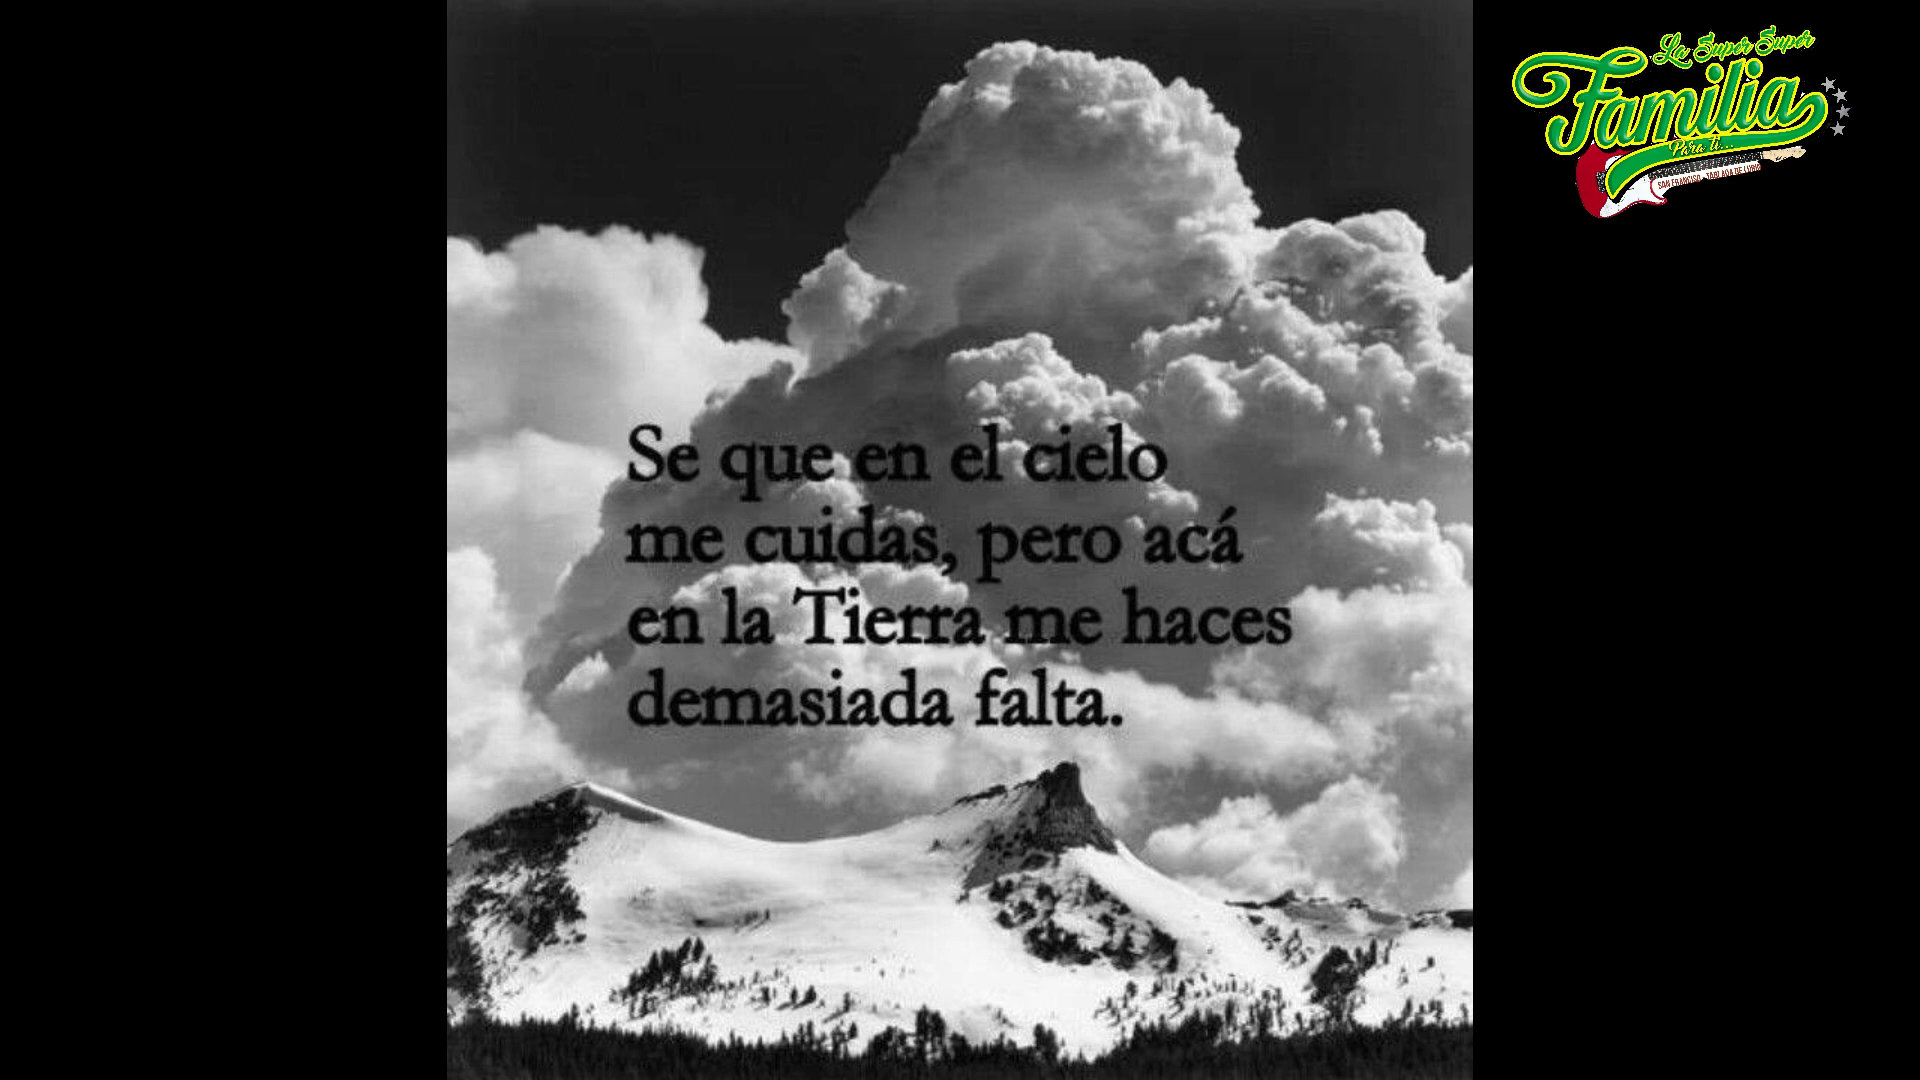 La Super Super
Familia
Para ti...
Se que en el cielo
me cuidas, pero acá
en la Tierra me haces
demasiada falta.